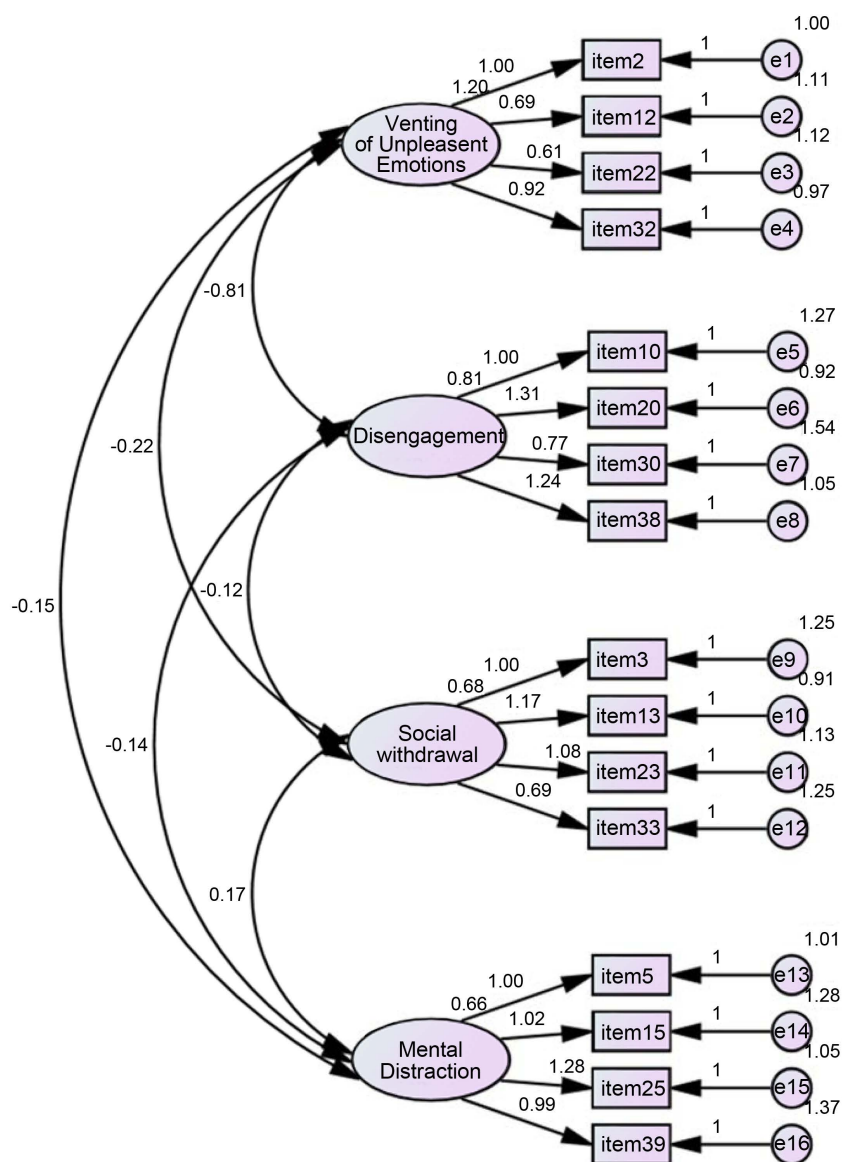 1.00
1.00
item2
1
e1
1.20
1.11
0.69
item12
1
e2
Venting
of Unpleasent
Emotions
1.12
0.61
item22
1
e3
0.97
0.92
item32
1
e4
-0.81
1.27
1.00
item10
1
e5
0.81
0.92
1.31
item20
1
e6
Disengagement
1.54
0.77
item30
1
e7
1.05
1.24
item38
1
e8
-0.22
-0.12
-0.15
1.25
1.00
item3
1
e9
0.68
0.91
1.17
item13
1
e10
Social
withdrawal
1.13
1.08
item23
1
e11
1.25
0.69
item33
1
e12
-0.14
0.17
1.01
1.00
item5
1
e13
0.66
1.28
1.02
item15
1
e14
Mental
Distraction
1.05
1.28
item25
1
e15
1.37
0.99
item39
1
e16